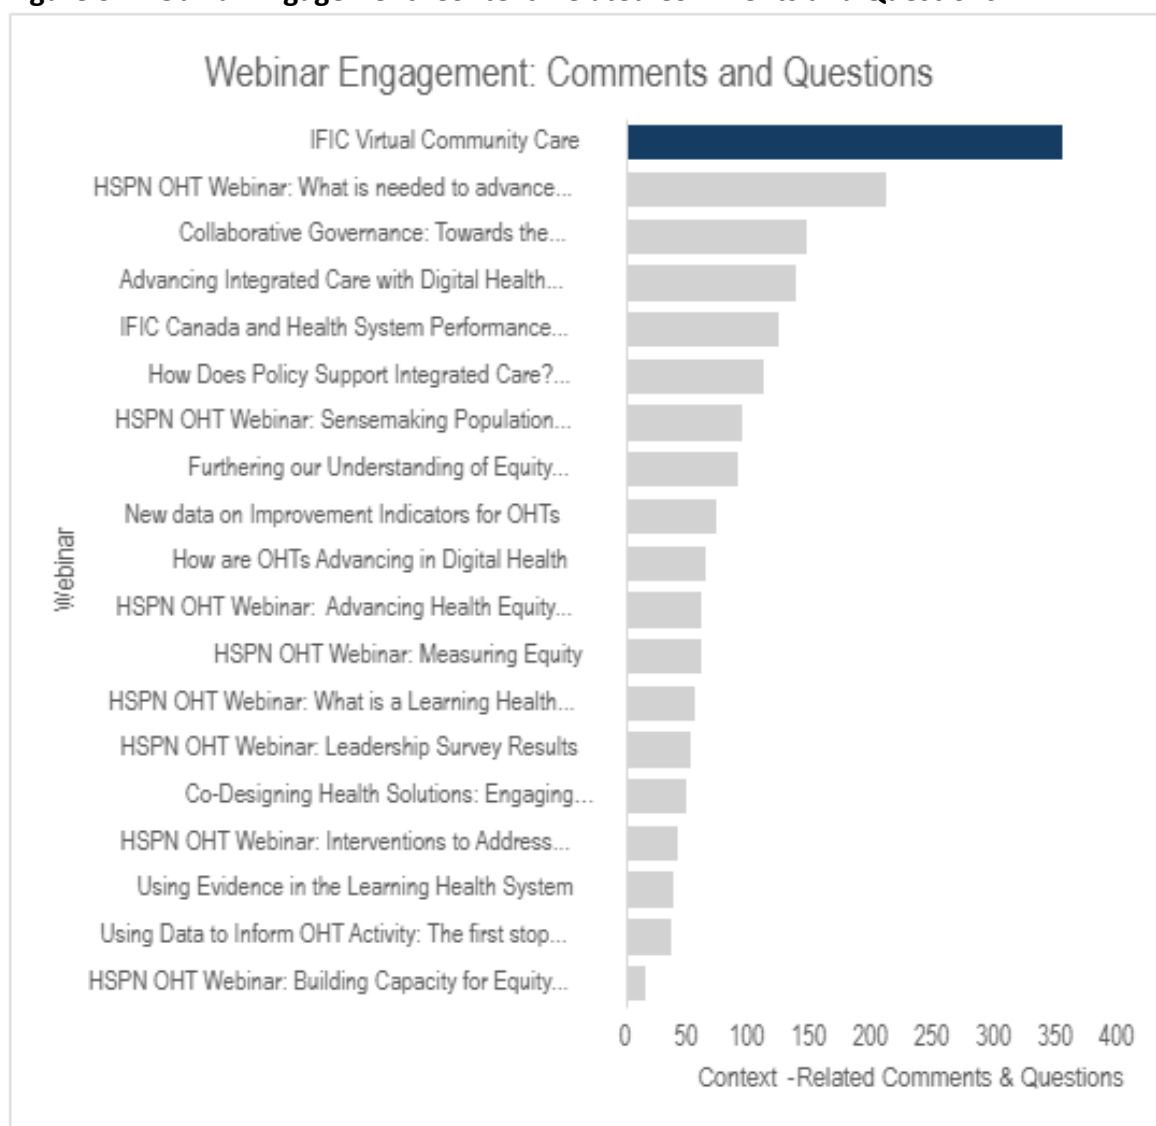 Webinar Engagement: Comments and Questions
IFIC Virtual Community Care
HSPN OHT Webinar: What is needed to advance...
Collaborative Governance: Towards the...
Advancing Integrated Care with Digital Health...
IFIC Canada and Health System Performance...
How Does Policy Support Integrated Care?...
HSPN OHT Webinar: Sensemaking Population...
Furthering our Understanding of Equity...
New data on Improvement Indicators for OHTs
How are OHTs Advancing in Digital Health
HSPN OHT Webinar: Advancing Health Equity...
HSPN OHT Webinar: Measuring Equity
HSPN OHT Webinar: What is a Learning Health...
HSPN OHT Webinar: Leadership Survey Results
Co-Designing Health Solutions: Engaging...
HSPN OHT Webinar: Interventions to Address...
Using Evidence in the Learning Health System
Using Data to Inform OHT Activity: The first stop...
HSPN OHT Webinar: Building Capacity for Equity...
Webinar
0 50 100 150 200 250 300 350 400
Context -Related Comments & Questions